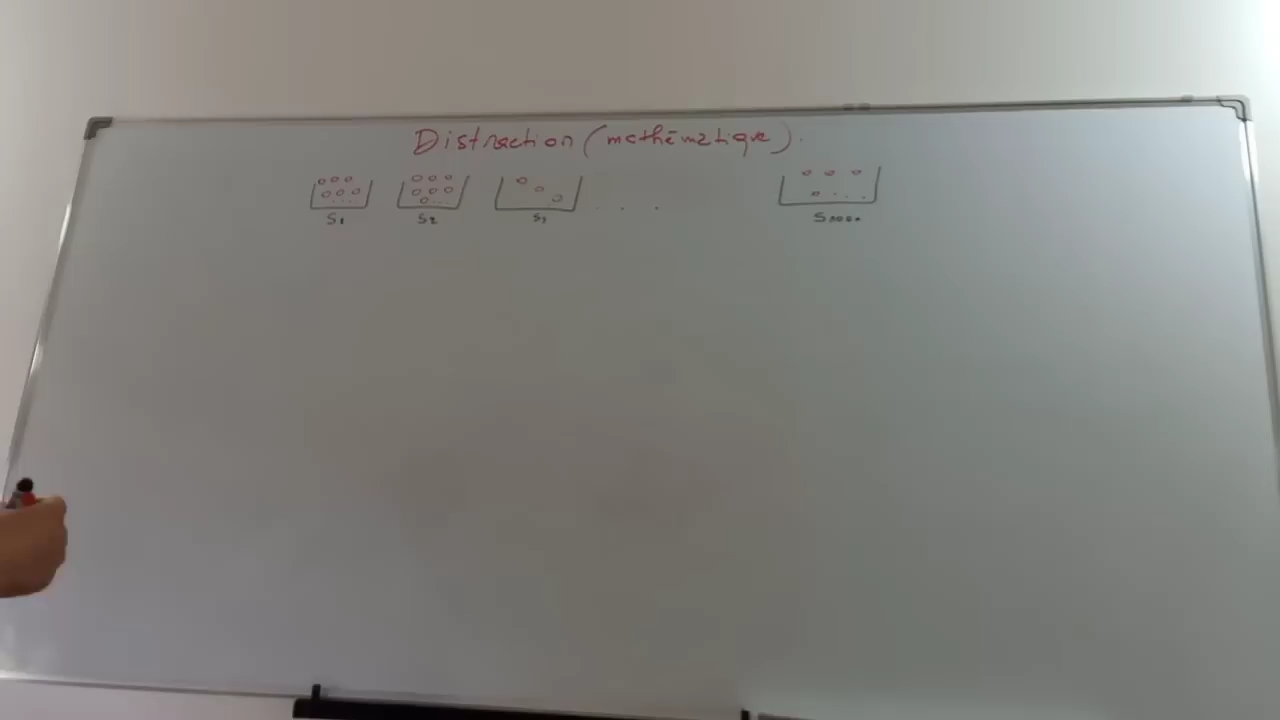 Distraction (mathématique).
S1 S2 S3 . . . S1000